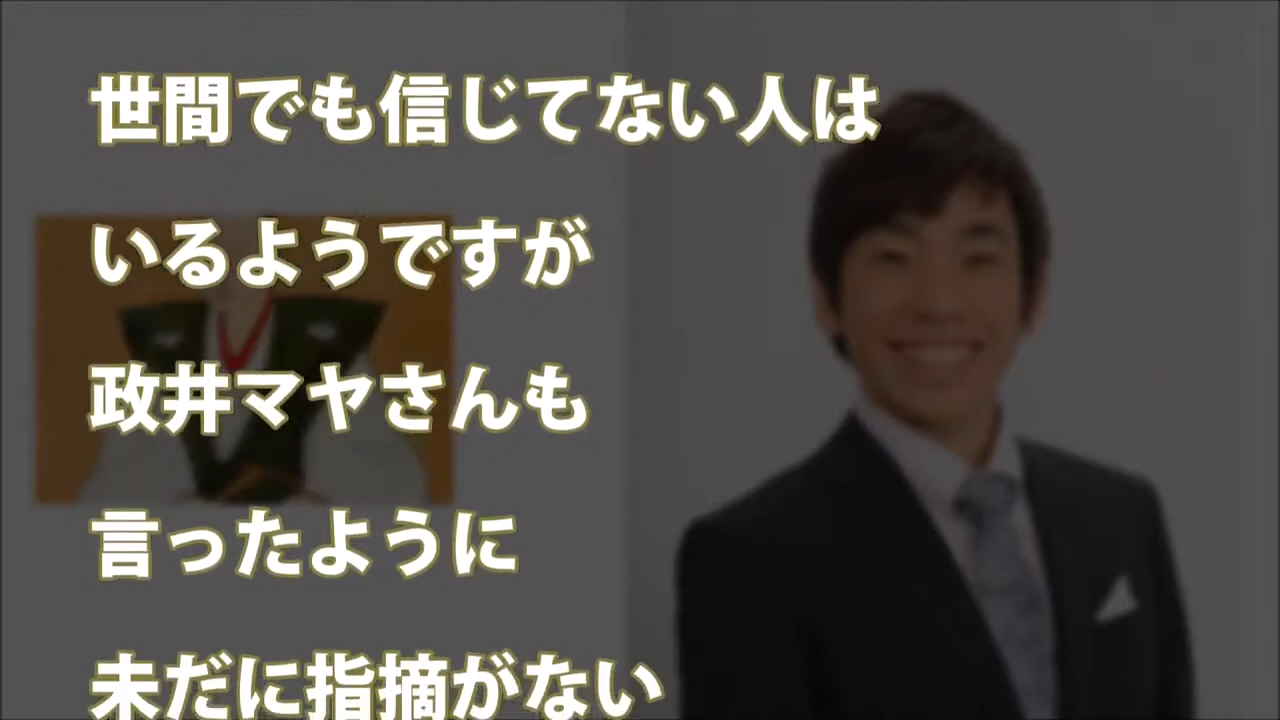 世間でも信じてない人は
いるようですが
政井マヤさんも
言ったように
未だに指摘がない